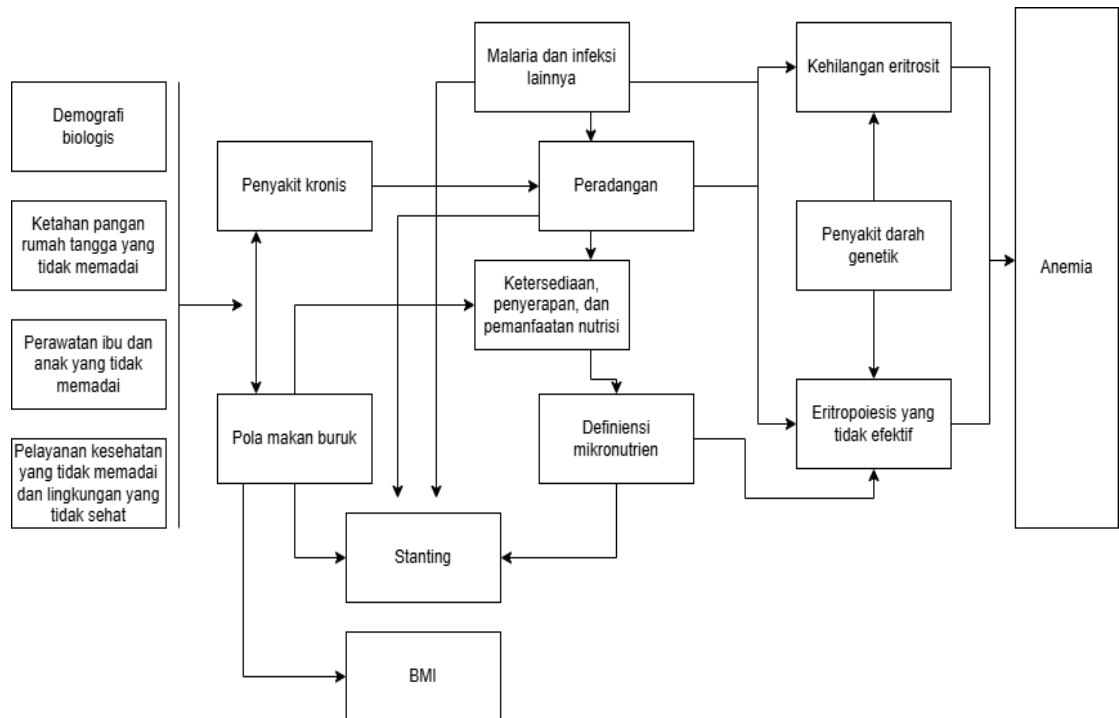 Demografi
biologis
Ketahan pangan
rumah tangga yang
tidak memadai
Perawatan ibu dan
anak yang tidak
memadai
Pelayanan kesehatan
yang tidak memadai
dan lingkungan yang
tidak sehat
Penyakit kronis
Pola makan buruk
Malaria dan infeksi
lainnya
Peradangan
Ketersediaan,
penyerapan, dan
pemanfaatan nutrisi
Definiensi
mikronutrien
Stanting
BMI
Kehilangan eritrosit
Penyakit darah
genetik
Eritropoiesis yang
tidak efektif
Anemia